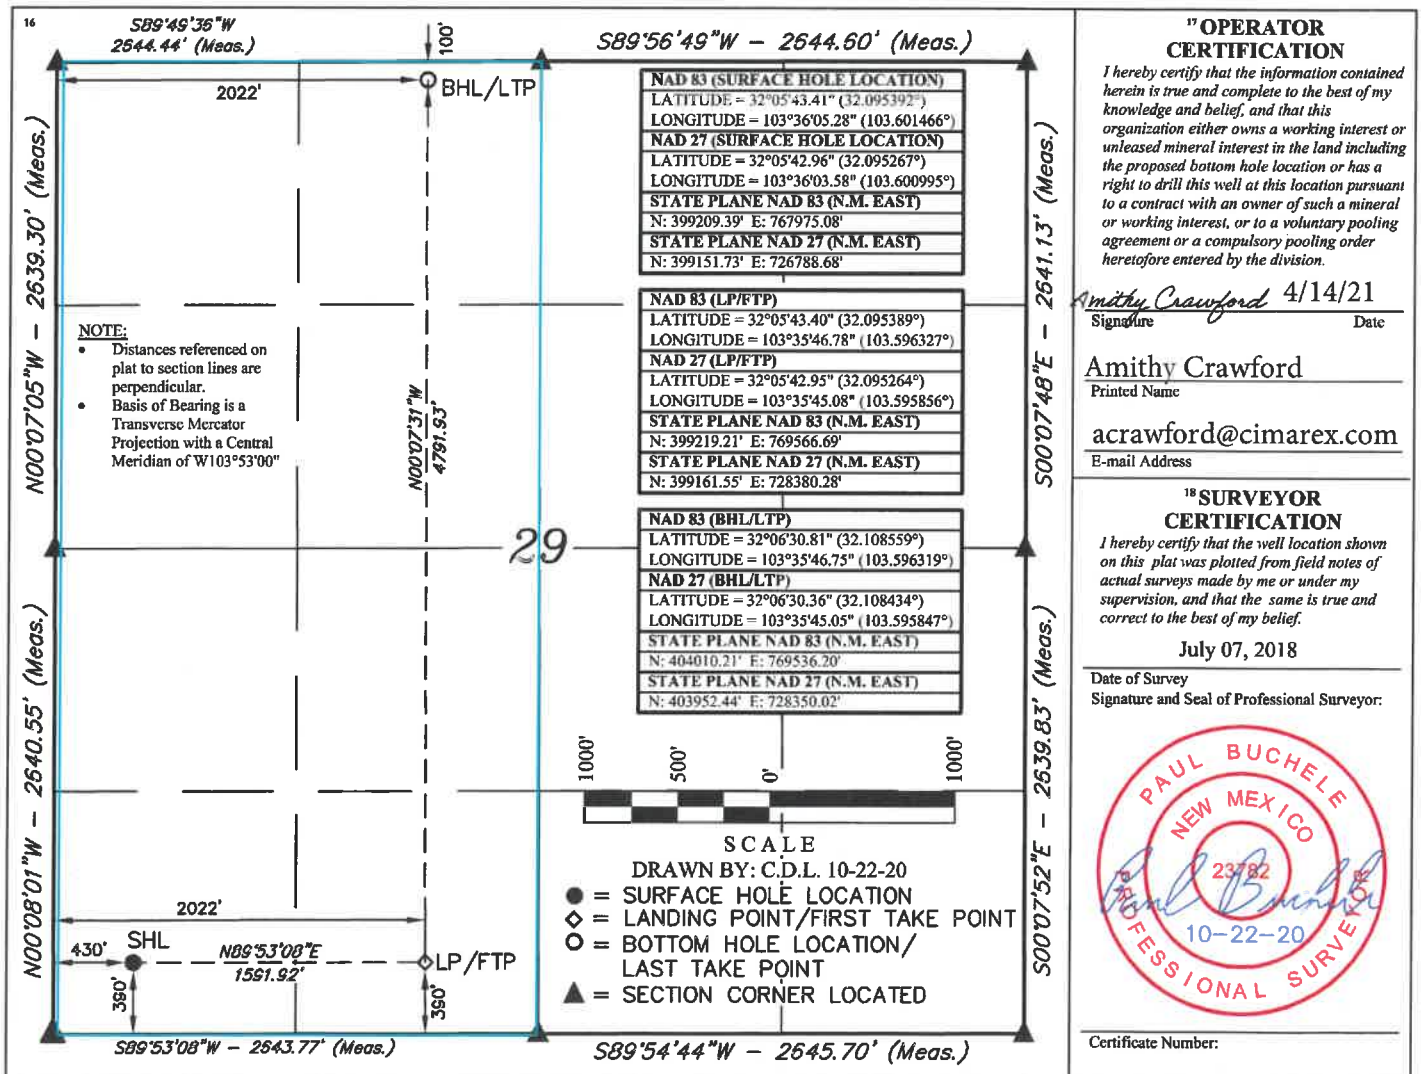 16
S89°49'36"W
2644.44' (Meas.)
100'
S89°56'49"W – 2644.60' (Meas.)
2022'
BHL/LTP
N00°07'05"W – 2639.30' (Meas.)
N00°08'01"W – 2640.55' (Meas.)
NOTE:
• Distances referenced on
plat to section lines are
perpendicular.
• Basis of Bearing is a
Transverse Mercator
Projection with a Central
Meridian of W103°53'00"
N00°07'31"W
4791.93'
29
NAD 83 (SURFACE HOLE LOCATION)
LATITUDE = 32°05'43.41" (32.095392°)
LONGITUDE = 103°36'05.28" (103.601466°)
NAD 27 (SURFACE HOLE LOCATION)
LATITUDE = 32°05'42.96" (32.095267°)
LONGITUDE = 103°36'03.58" (103.600995°)
STATE PLANE NAD 83 (N.M. EAST)
N: 399209.39' E: 767975.08'
STATE PLANE NAD 27 (N.M. EAST)
N: 399151.73' E: 726788.68'
NAD 83 (LP/FTP)
LATITUDE = 32°05'43.40" (32.095389°)
LONGITUDE = 103°35'46.78" (103.596327°)
NAD 27 (LP/FTP)
LATITUDE = 32°05'42.95" (32.095264°)
LONGITUDE = 103°35'45.08" (103.595856°)
STATE PLANE NAD 83 (N.M. EAST)
N: 399219.21' E: 769566.69'
STATE PLANE NAD 27 (N.M. EAST)
N: 399161.55' E: 728380.28'
NAD 83 (BHL/LTP)
LATITUDE = 32°06'30.81" (32.108559°)
LONGITUDE = 103°35'46.75" (103.596319°)
NAD 27 (BHL/LTP)
LATITUDE = 32°06'30.36" (32.108434°)
LONGITUDE = 103°35'45.05" (103.595847°)
STATE PLANE NAD 83 (N.M. EAST)
N: 404010.21' E: 769536.20'
STATE PLANE NAD 27 (N.M. EAST)
N: 403952.44' E: 728350.02'
S00°07'48"E – 2641.13' (Meas.)
S00°07'52"E – 2639.83' (Meas.)
1000' 500' 0' 1000'
SCALE
DRAWN BY: C.D.L. 10-22-20
= SURFACE HOLE LOCATION
= LANDING POINT/FIRST TAKE POINT
= BOTTOM HOLE LOCATION/
LAST TAKE POINT
= SECTION CORNER LOCATED
2022'
430'
SHL
N89°53'08"E
1591.92'
LP/FTP
390'
390'
S89°53'08"W – 2643.77' (Meas.)
S89°54'44"W – 2645.70' (Meas.)
17 OPERATOR
CERTIFICATION
I hereby certify that the information contained
herein is true and complete to the best of my
knowledge and belief, and that this
organization either owns a working interest or
unleased mineral interest in the land including
the proposed bottom hole location or has a
right to drill this well at this location pursuant
to a contract with an owner of such a mineral
or working interest, or to a voluntary pooling
agreement or a compulsory pooling order
heretofore entered by the division.
Amithy Crawford 4/14/21
Signature Date
Amithy Crawford
Printed Name
acrawford@cimarex.com
E-mail Address
18 SURVEYOR
CERTIFICATION
I hereby certify that the well location shown
on this plat was plotted from field notes of
actual surveys made by me or under my
supervision, and that the same is true and
correct to the best of my belief.
July 07, 2018
Date of Survey
Signature and Seal of Professional Surveyor:
PAUL BUCHELE
NEW MEXICO
23782
Paul Buchele
10-22-20
PROFESSIONAL SURVEYOR
Certificate Number: